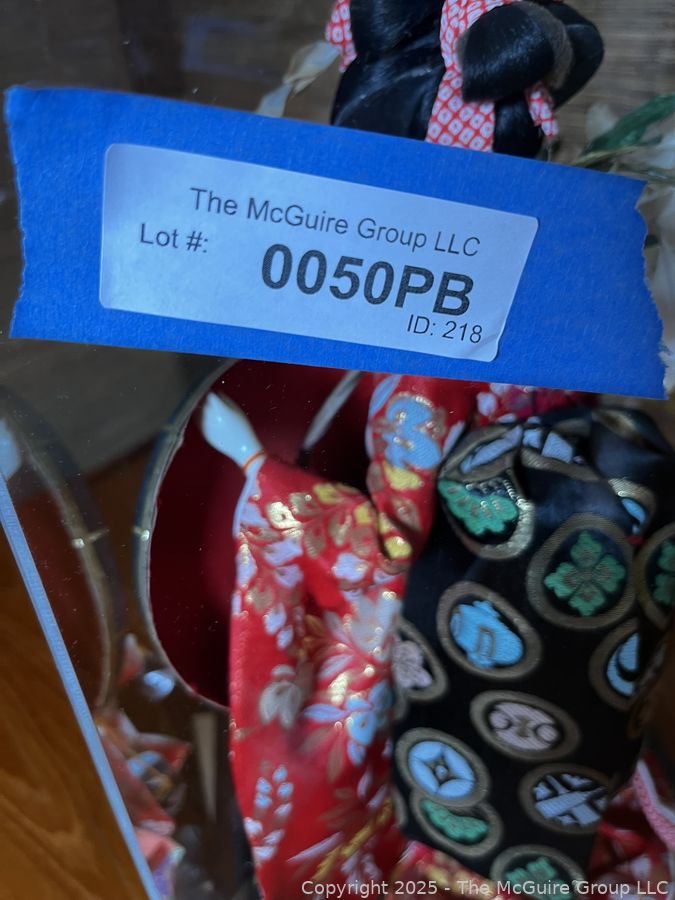 The McGuire Group LLC
Lot #: 0050PB
ID: 218
Copyright 2025 - The McGuire Group LLC